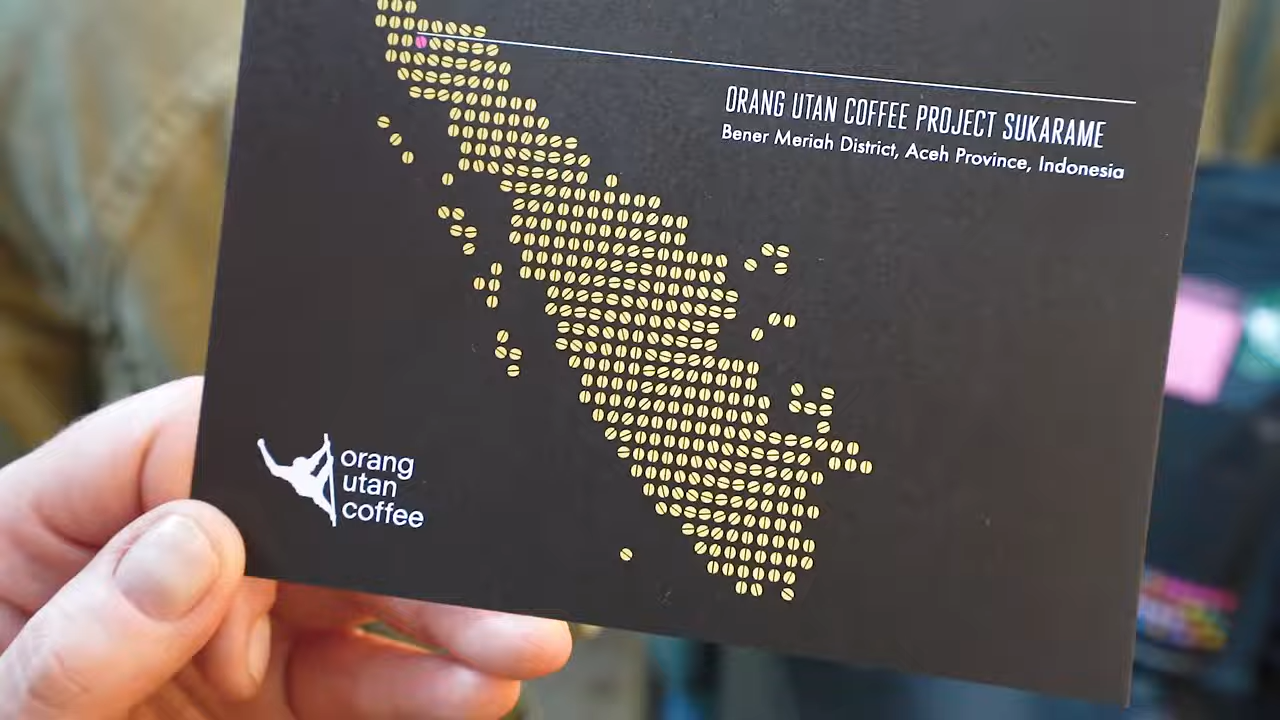 ORANG UTAN COFFEE PROJECT SUKARAME
Bener Meriah District, Aceh Province, Indonesia
orang
utan
coffee